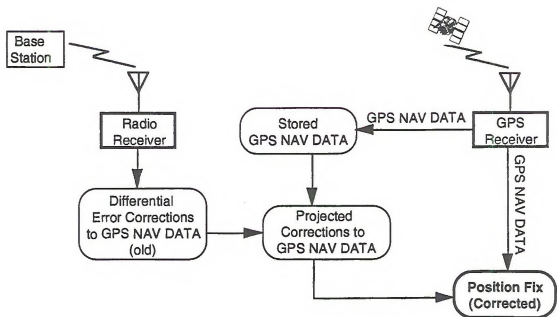 Base
Station
Radio
Receiver
Stored
GPS NAV DATA
GPS NAV DATA
GPS
Receiver
GPS NAV DATA
Differential
Error Corrections
to GPS NAV DATA
(old)
Projected
Corrections to
GPS NAV DATA
Position Fix
(Corrected)